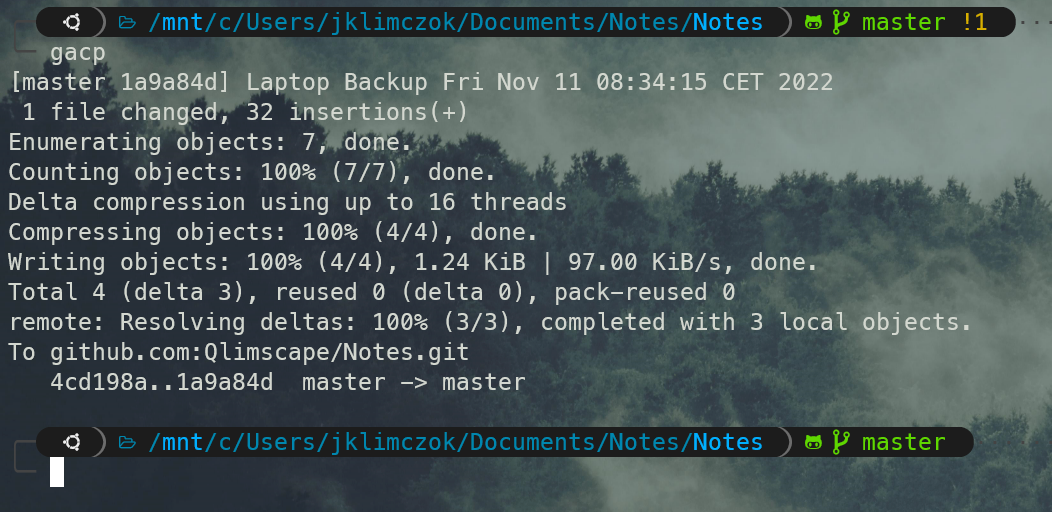 /mnt/c/Users/jklimczok/Documents/Notes/Notes master !1 ···
gacp
[master 1a9a84d] Laptop Backup Fri Nov 11 08:34:15 CET 2022
1 file changed, 32 insertions(+)
Enumerating objects: 7, done.
Counting objects: 100% (7/7), done.
Delta compression using up to 16 threads
Compressing objects: 100% (4/4), done.
Writing objects: 100% (4/4), 1.24 KiB | 97.00 KiB/s, done.
Total 4 (delta 3), reused 0 (delta 0), pack-reused 0
remote: Resolving deltas: 100% (3/3), completed with 3 local objects.
To github.com:Qlimscape/Notes.git
4cd198a..1a9a84d  master -> master
/mnt/c/Users/jklimczok/Documents/Notes/Notes master